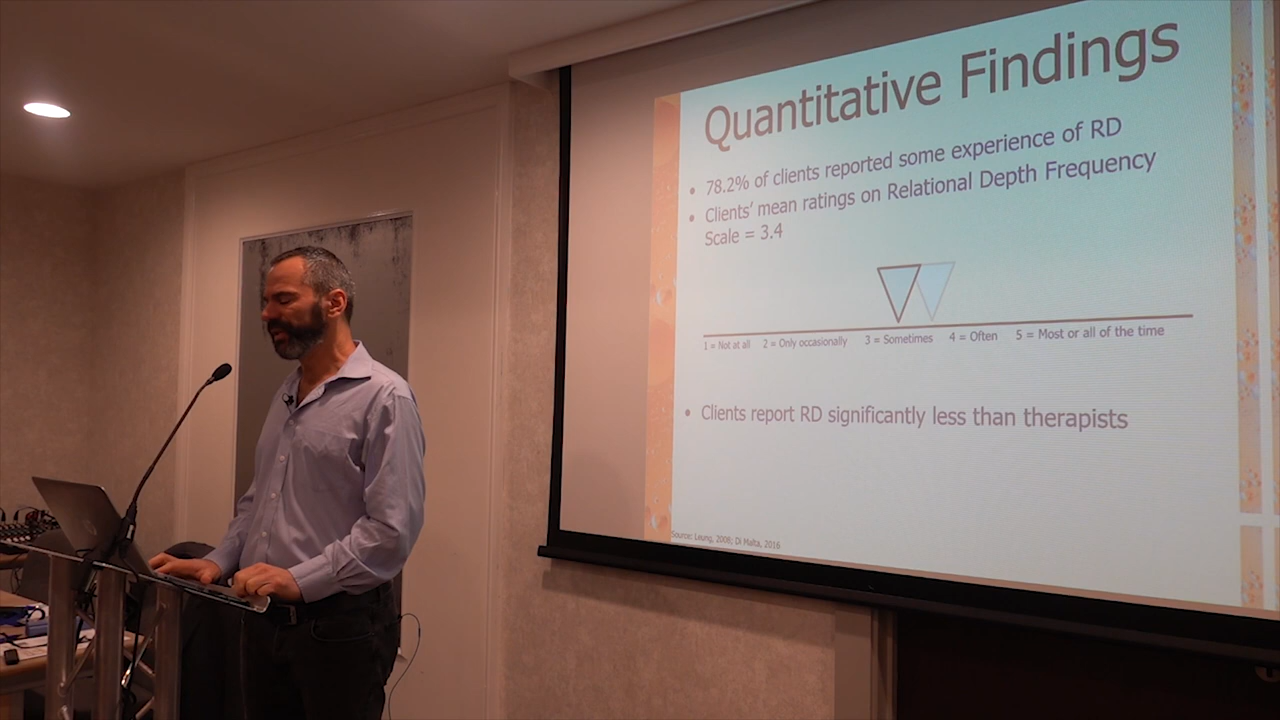 Quantitative Findings
• 78.2% of clients reported some experience of RD
• Clients' mean ratings on Relational Depth Frequency
Scale = 3.4
1 = Not at all 2 = Only occasionally 3 = Sometimes 4 = Often 5 = Most or all of the time
• Clients report RD significantly less than therapists
Source: Leung, 2008; Di Malta, 2016